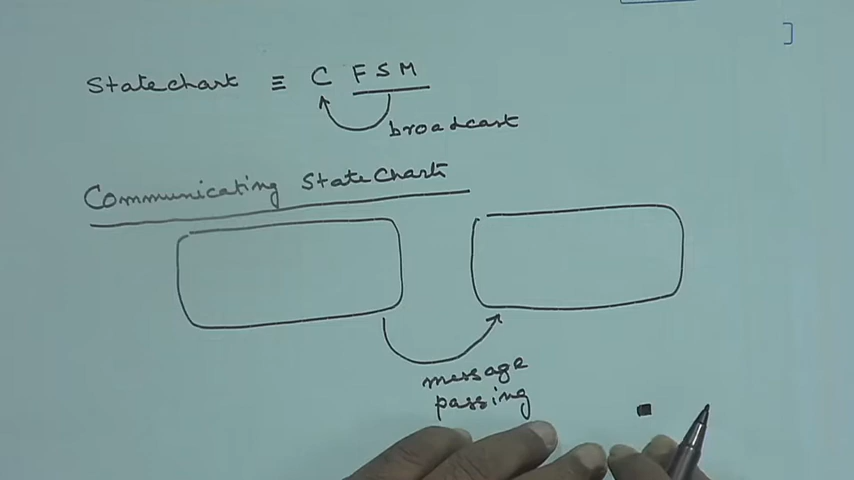 Statechart ≡ C FSM
broadcast
Communicating StateCharts
message
passing